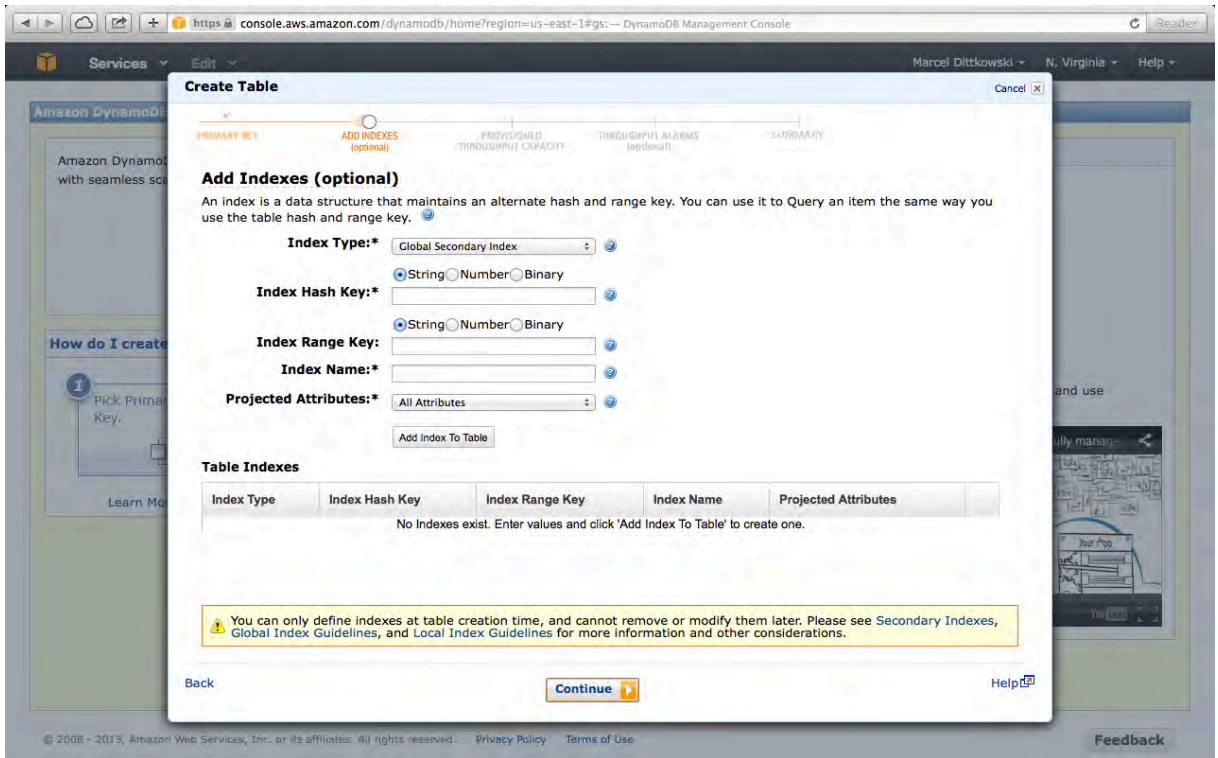 https console.aws.amazon.com/dynamodb/home?region=us-east-1#gs: — DynamoDB Management Console
Reader
Services
Edit
Marcel Dittkowski
N. Virginia
Help
Create Table
Cancel
Amazon DynamoDB
PRIMARY KEY
ADD INDEXES
(optional)
PROVISIONED
THROUGHPUT CAPACITY
THROUGHPUT ALARMS
(optional)
SUMMARY
Amazon Dynamo
with seamless sca
Add Indexes (optional)
An index is a data structure that maintains an alternate hash and range key. You can use it to Query an item the same way you
use the table hash and range key.
Index Type:* Global Secondary Index
String Number Binary
Index Hash Key:*
String Number Binary
Index Range Key:
Index Name:*
Projected Attributes:* All Attributes
Add Index To Table
How do I create
1
Pick Primar
Key.
Learn Mo
and use
ully manag
Your App
Table Indexes
Index Type Index Hash Key Index Range Key Index Name Projected Attributes
No Indexes exist. Enter values and click 'Add Index To Table' to create one.
You can only define indexes at table creation time, and cannot remove or modify them later. Please see Secondary Indexes,
Global Index Guidelines, and Local Index Guidelines for more information and other considerations.
Back
Continue
Help
© 2008 - 2013, Amazon Web Services, Inc. or its affiliates. All rights reserved. Privacy Policy Terms of Use
Feedback